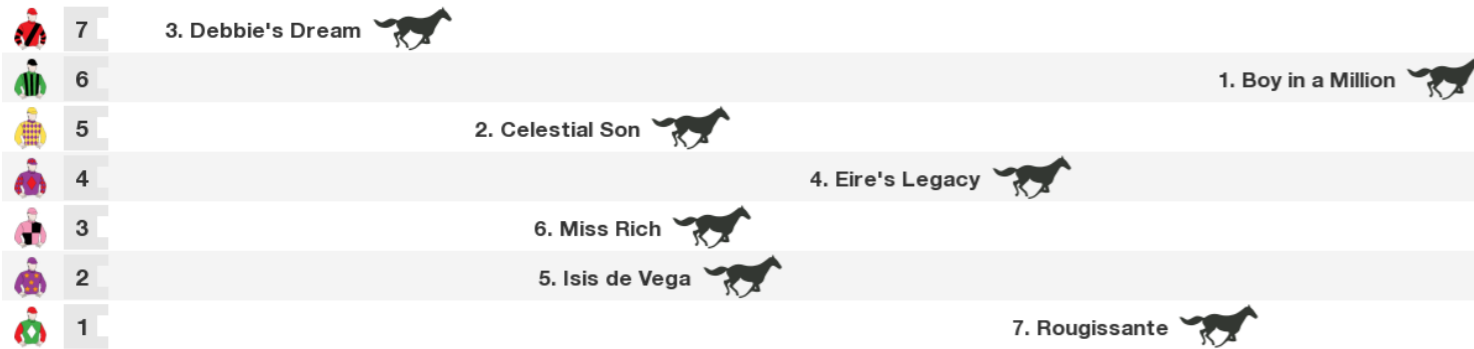 7 3. Debbie's Dream
6 1. Boy in a Million
5 2. Celestial Son
4 4. Eire's Legacy
3 6. Miss Rich
2 5. Isis de Vega
1 7. Rougissante